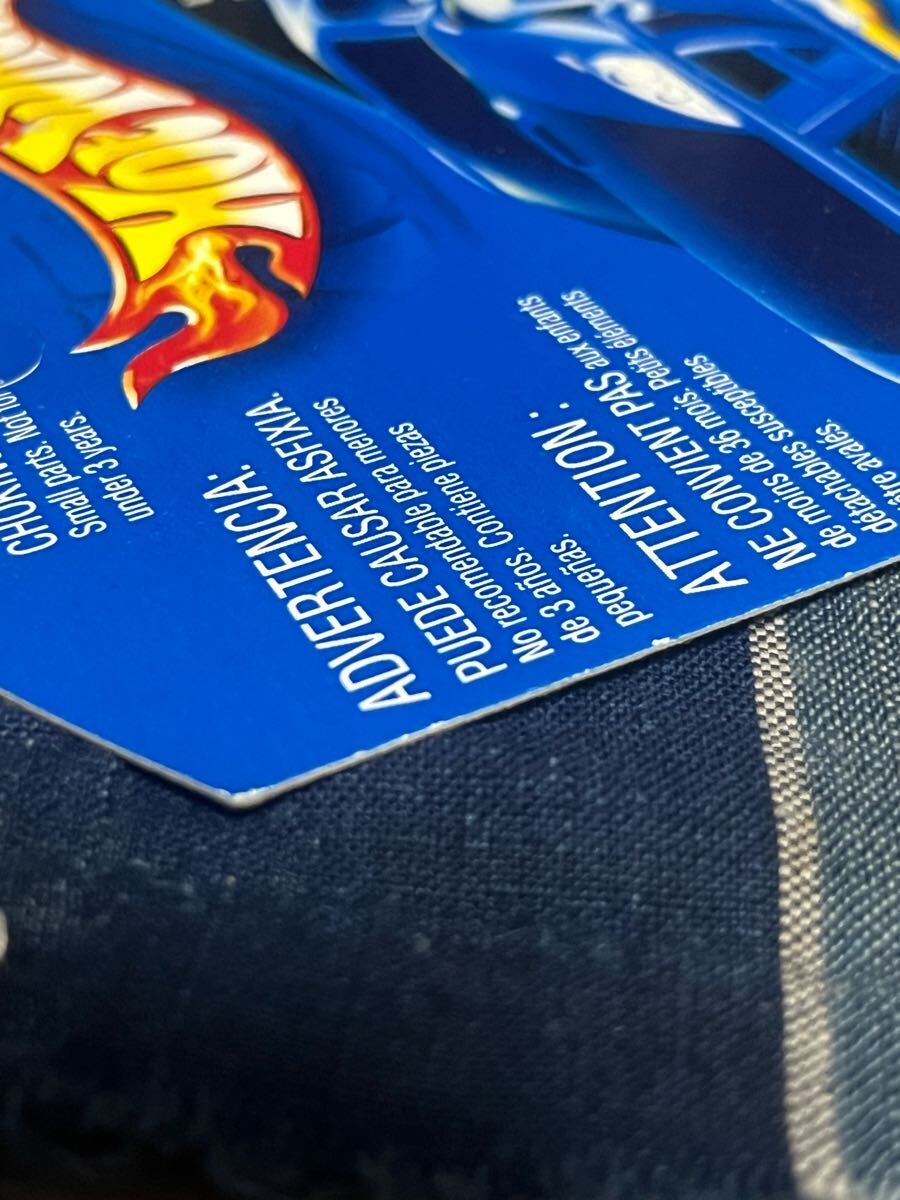 HOT
CHOKING
Small parts. Not for
under 3 years.
ADVERTENCIA:
PUEDE CAUSAR ASFIXIA.
No recomendable para menores
de 3 años. Contiene piezas
pequeñas.
ATTENTION :
NE CONVIENT PAS aux enfants
de moins de 36 mois. Petits éléments
détachables susceptibles
être avalés.